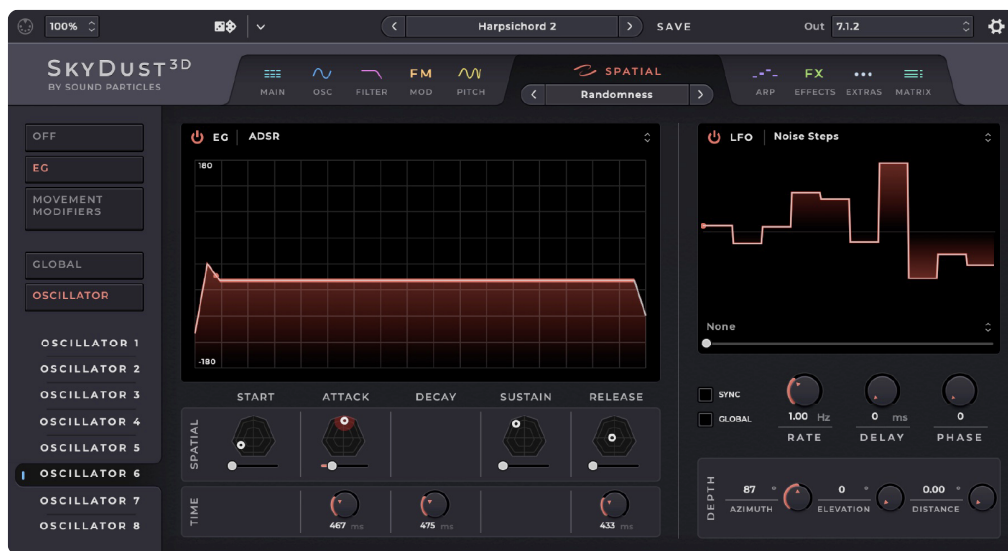 100%
Harpsichord 2
SAVE
Out 7.1.2
SKYDUST 3D
BY SOUND PARTICLES
MAIN
OSC
FILTER
FM
MOD
PITCH
SPATIAL
Randomness
ARP
FX
EFFECTS
EXTRAS
MATRIX
OFF
EG
MOVEMENT
MODIFIERS
GLOBAL
OSCILLATOR
OSCILLATOR 1
OSCILLATOR 2
OSCILLATOR 3
OSCILLATOR 4
OSCILLATOR 5
OSCILLATOR 6
OSCILLATOR 7
OSCILLATOR 8
EG ADSR
180
-180
START ATTACK DECAY SUSTAIN RELEASE
SPATIAL
TIME
467 ms
475 ms
433 ms
LFO Noise Steps
None
SYNC
GLOBAL
1.00 Hz
RATE
0 ms
DELAY
0
PHASE
DEPTH
87 °
AZIMUTH
0 °
ELEVATION
0.00 °
DISTANCE